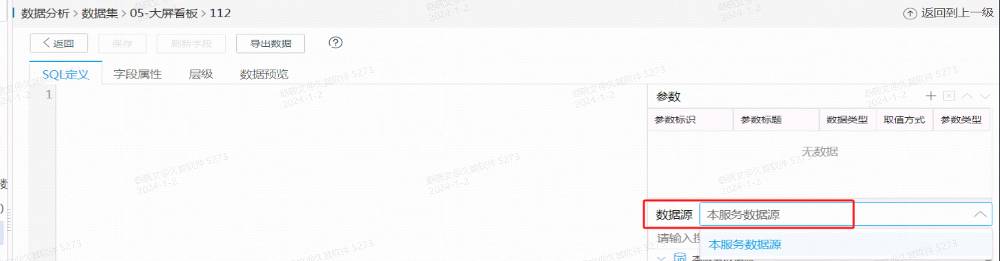 数据分析 > 数据集 > 05-大屏看板 > 112
返回到上一级
返回
保存
刷新字段
导出数据
?
SQL定义
字段属性
层级
数据预览
1
参数
参数标识
参数标题
数据类型
取值方式
参数类型
无数据
数据源
本服务数据源
请输入
本服务数据源
赵晓文@久其软件 5273
2024-1-2